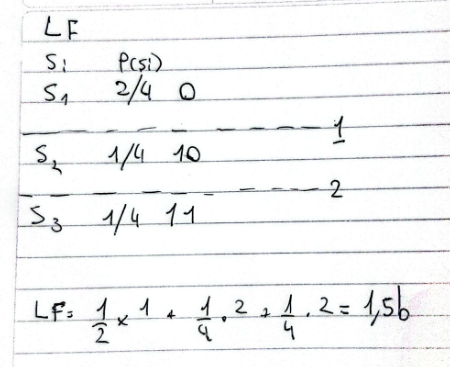 LF
Si P(si)
S1 2/4 0
1
S2 1/4 10
2
S3 1/4 11
LF= 1/2 x 1 + 1/4 . 2 + 1/4 . 2 = 1,5b